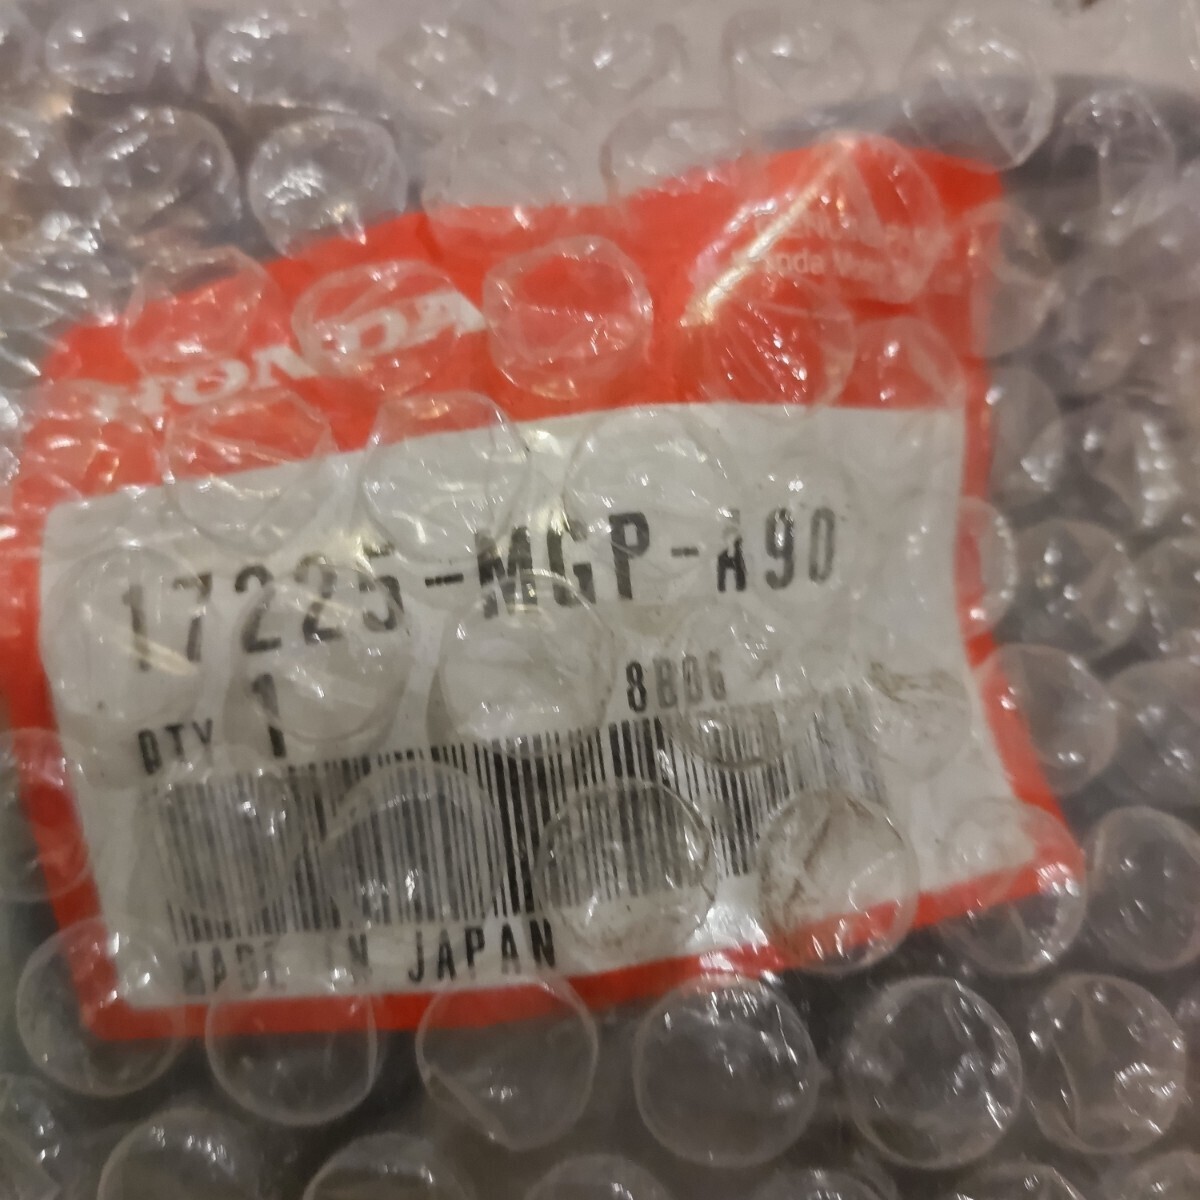 HONDA
17225-MGP-A90
QTY 1 8B06
MADE IN JAPAN